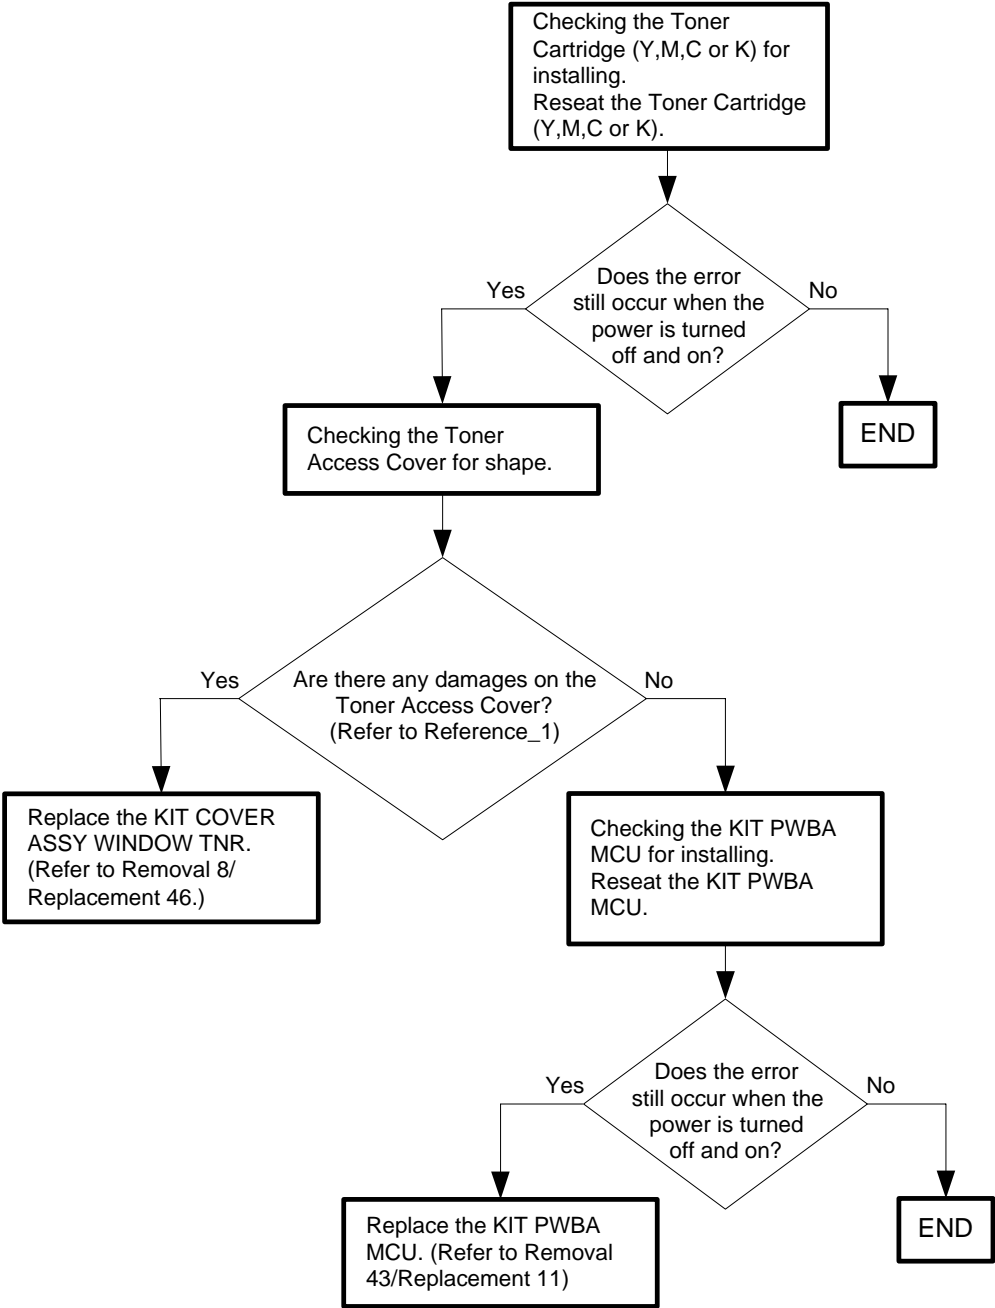 Checking the Toner
Cartridge (Y,M,C or K) for
installing.
Reseat the Toner Cartridge
(Y,M,C or K).
Does the error
still occur when the
power is turned
off and on?
Yes
No
END
Checking the Toner
Access Cover for shape.
Are there any damages on the
Toner Access Cover?
(Refer to Reference_1)
Yes
No
Replace the KIT COVER
ASSY WINDOW TNR.
(Refer to Removal 8/
Replacement 46.)
Checking the KIT PWBA
MCU for installing.
Reseat the KIT PWBA
MCU.
Does the error
still occur when the
power is turned
off and on?
Yes
No
Replace the KIT PWBA
MCU. (Refer to Removal
43/Replacement 11)
END